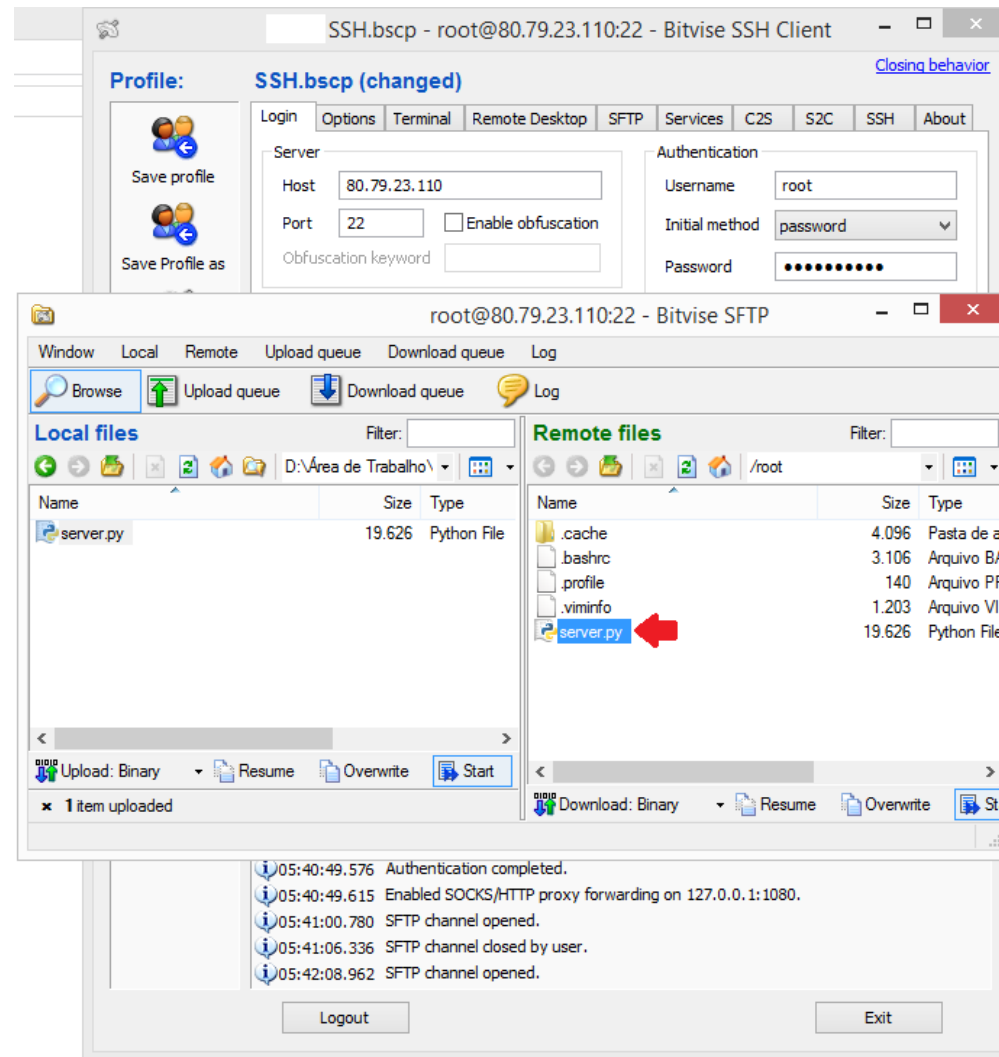 SSH.bscp - root@80.79.23.110:22 - Bitvise SSH Client
Closing behavior
Profile:
SSH.bscp (changed)
Login Options Terminal Remote Desktop SFTP Services C2S S2C SSH About
Save profile
Save Profile as
Server
Host 80.79.23.110
Port 22 Enable obfuscation
Obfuscation keyword
Authentication
Username root
Initial method password
Password ●●●●●●●●●●
root@80.79.23.110:22 - Bitvise SFTP
Window Local Remote Upload queue Download queue Log
Browse Upload queue Download queue Log
Local files Filter:
D:\Área de Trabalho\
Name Size Type
server.py 19.626 Python File
Upload: Binary Resume Overwrite Start
1 item uploaded
Remote files Filter:
/root
Name Size Type
.cache 4.096 Pasta de a
.bashrc 3.106 Arquivo BA
.profile 140 Arquivo PF
.viminfo 1.203 Arquivo VI
server.py 19.626 Python File
Download: Binary Resume Overwrite St
05:40:49.576 Authentication completed.
05:40:49.615 Enabled SOCKS/HTTP proxy forwarding on 127.0.0.1:1080.
05:41:00.780 SFTP channel opened.
05:41:06.336 SFTP channel closed by user.
05:42:08.962 SFTP channel opened.
Logout Exit